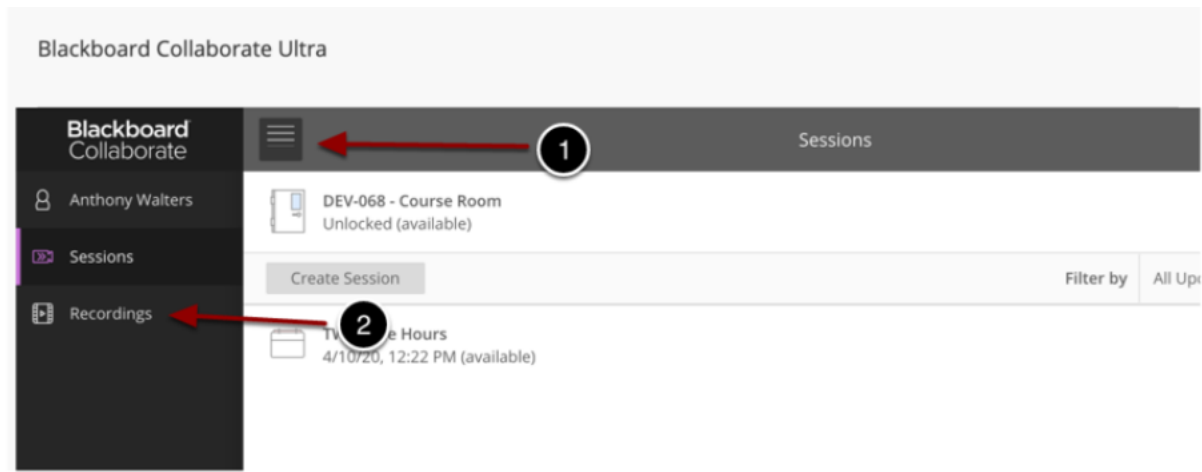 Blackboard Collaborate Ultra
Blackboard
Collaborate
Sessions
1
Anthony Walters
DEV-068 - Course Room
Unlocked (available)
Sessions
Create Session
Filter by
All
Recordings
2
Hours
4/10/20, 12:22 PM (available)